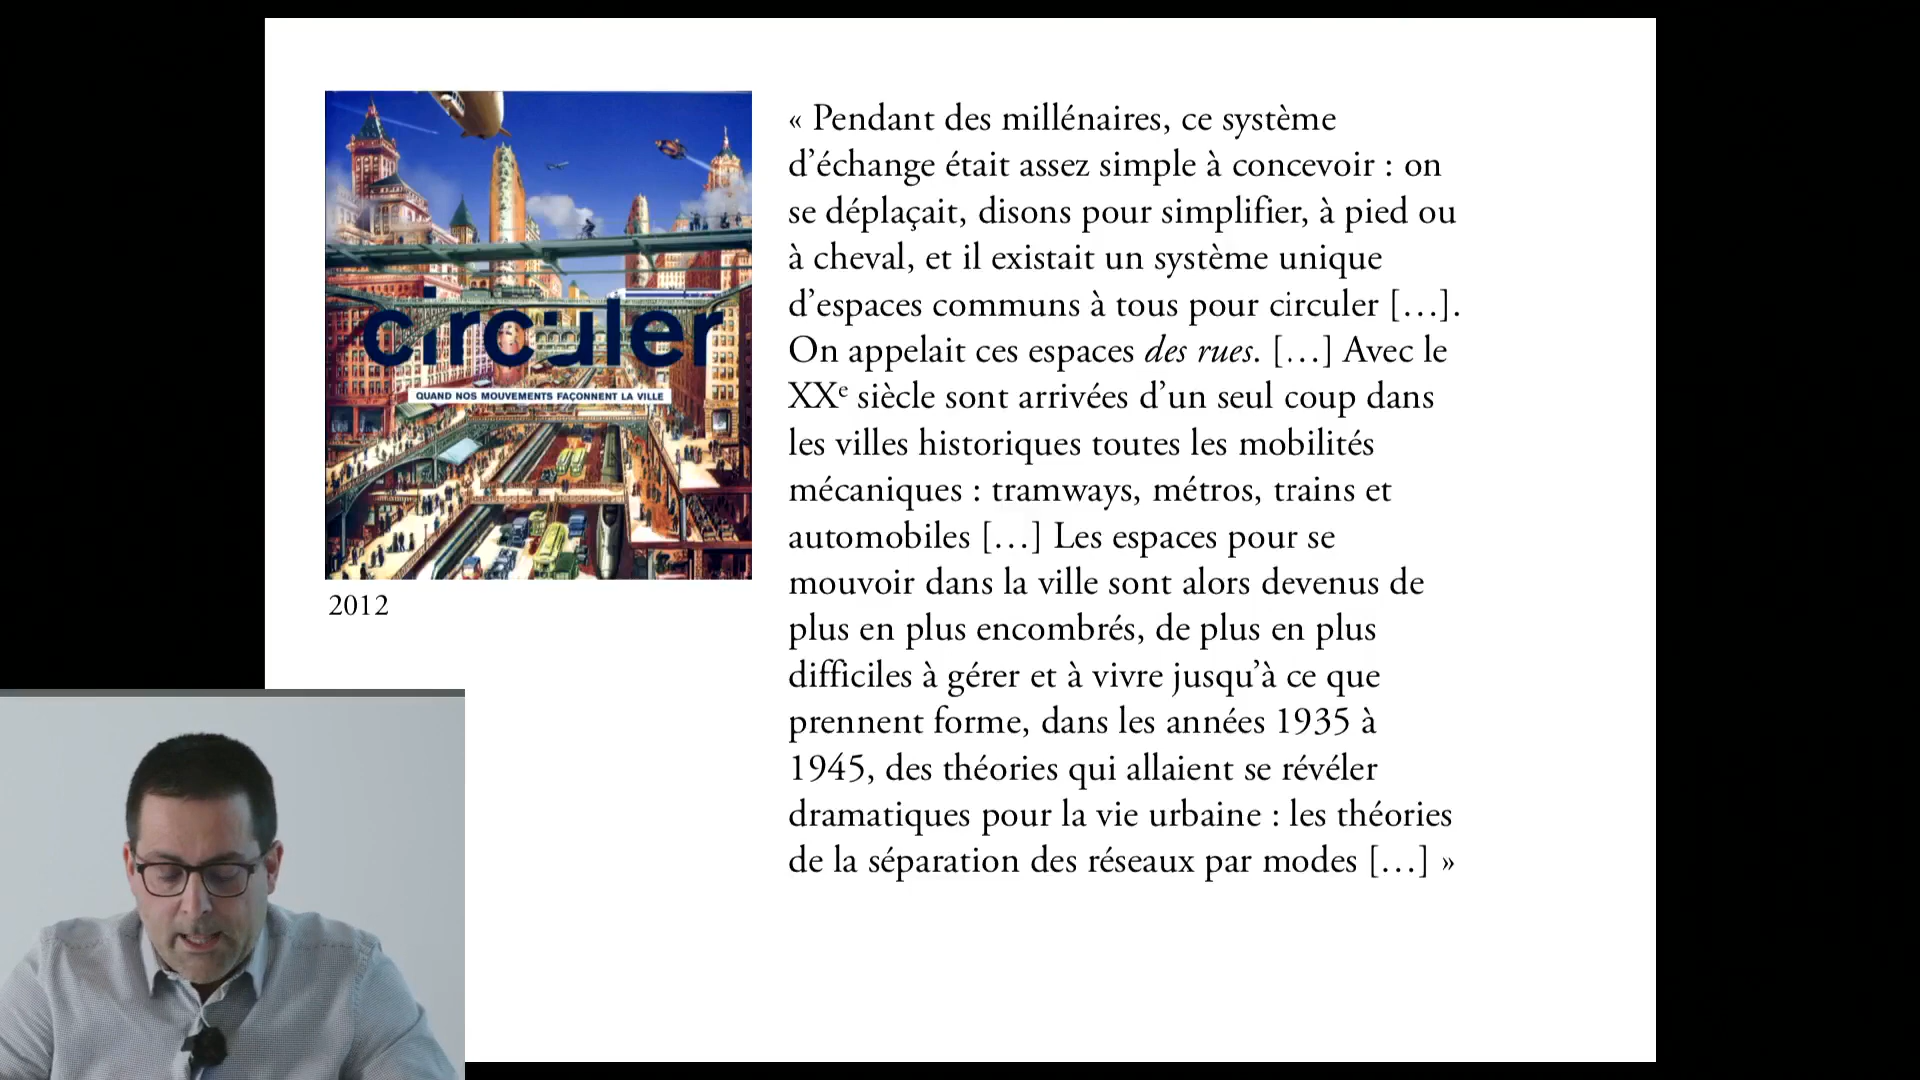 circuler
QUAND NOS MOUVEMENTS FAÇONNENT LA VILLE
2012
« Pendant des millénaires, ce système
d’échange était assez simple à concevoir : on
se déplaçait, disons pour simplifier, à pied ou
à cheval, et il existait un système unique
d’espaces communs à tous pour circuler […].
On appelait ces espaces des rues. […] Avec le
XXe siècle sont arrivées d’un seul coup dans
les villes historiques toutes les mobilités
mécaniques : tramways, métros, trains et
automobiles […] Les espaces pour se
mouvoir dans la ville sont alors devenus de
plus en plus encombrés, de plus en plus
difficiles à gérer et à vivre jusqu’à ce que
prennent forme, dans les années 1935 à
1945, des théories qui allaient se révéler
dramatiques pour la vie urbaine : les théories
de la séparation des réseaux par modes […] »